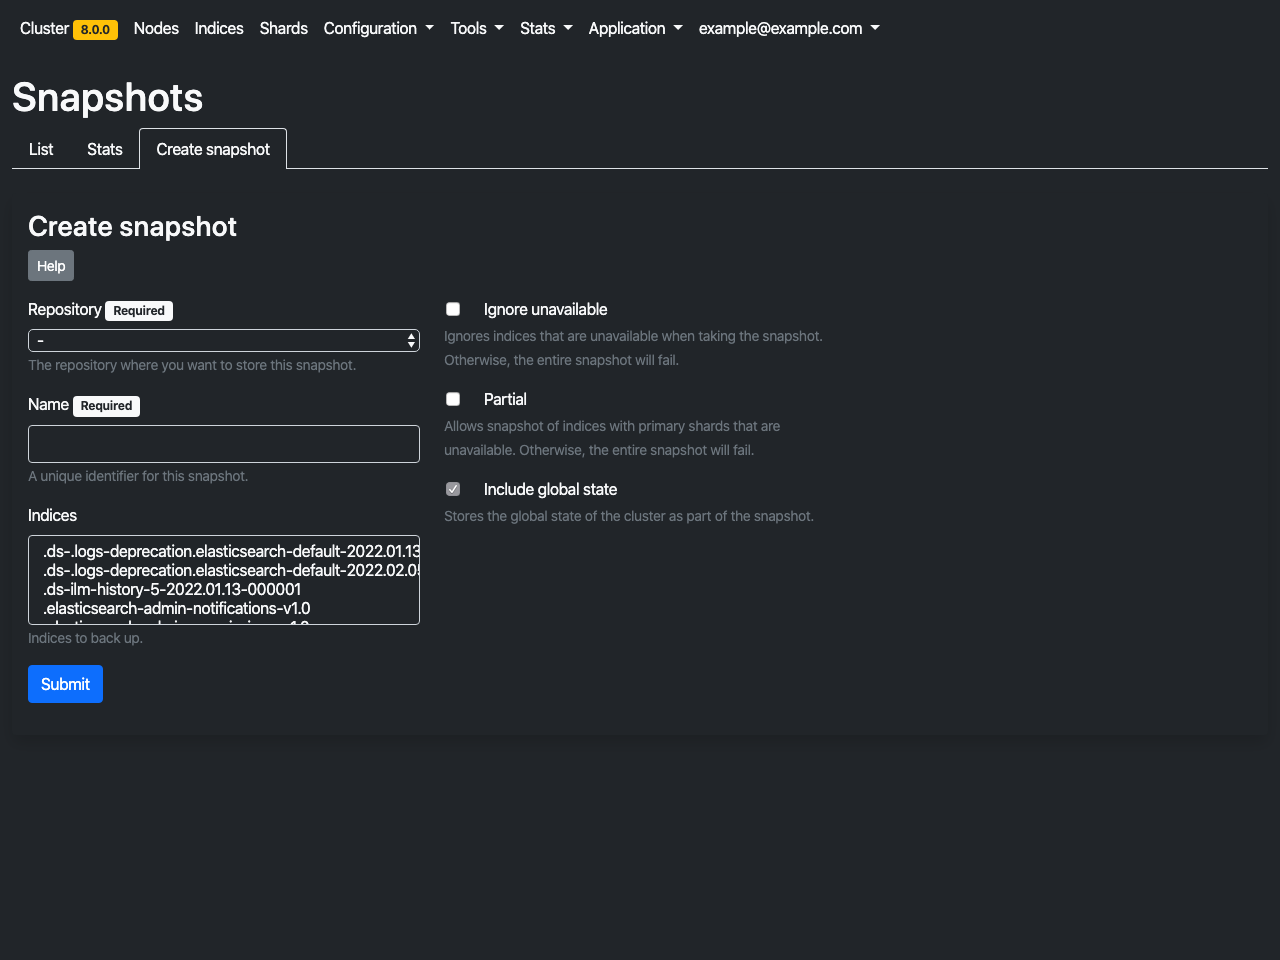 Cluster 8.0.0 Nodes Indices Shards Configuration Tools Stats Application example@example.com
Snapshots
List Stats Create snapshot
Create snapshot
Help
Repository Required
-
The repository where you want to store this snapshot.
Name Required
A unique identifier for this snapshot.
Indices
.ds-.logs-deprecation.elasticsearch-default-2022.01.13
.ds-.logs-deprecation.elasticsearch-default-2022.02.05
.ds-ilm-history-5-2022.01.13-000001
.elasticsearch-admin-notifications-v1.0
Indices to back up.
Submit
Ignore unavailable
Ignores indices that are unavailable when taking the snapshot.
Otherwise, the entire snapshot will fail.
Partial
Allows snapshot of indices with primary shards that are
unavailable. Otherwise, the entire snapshot will fail.
Include global state
Stores the global state of the cluster as part of the snapshot.